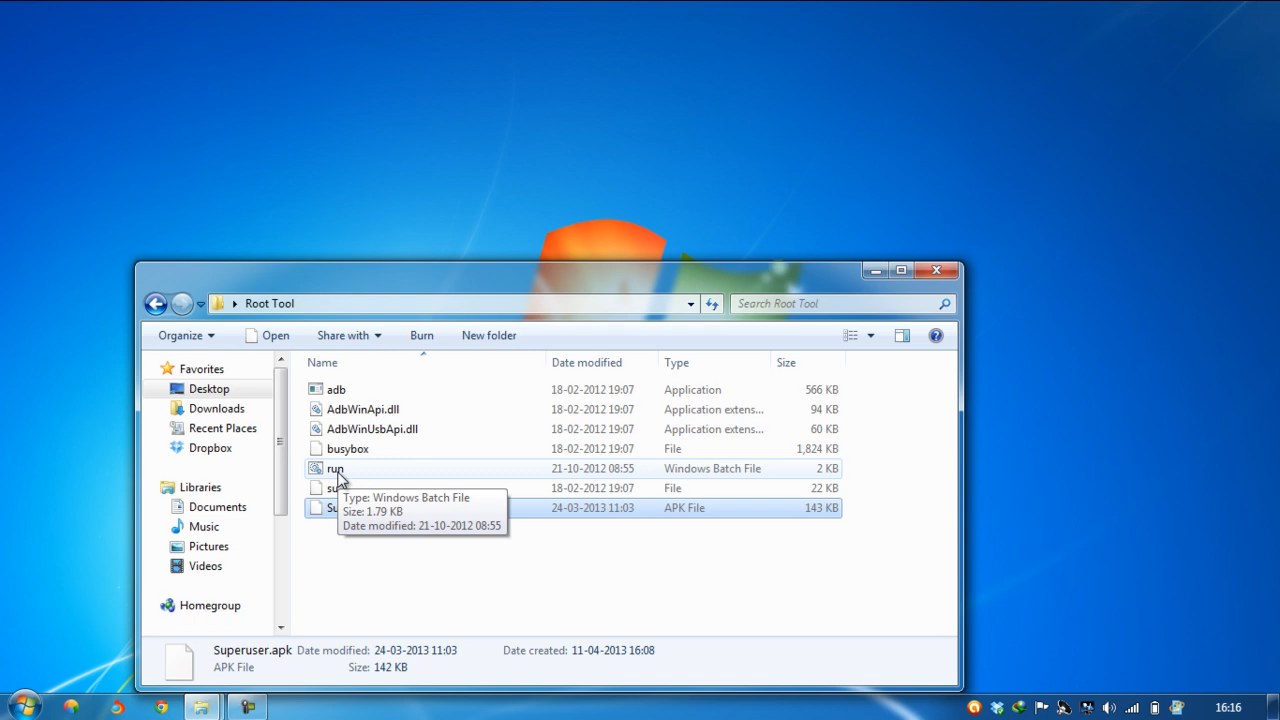 Root Tool
Search Root Tool
Organize Open Share with Burn New folder
Name Date modified Type Size
Favorites
Desktop
Downloads
Recent Places
Dropbox
Libraries
Documents
Music
Pictures
Videos
Homegroup
adb 18-02-2012 19:07 Application 566 KB
AdbWinApi.dll 18-02-2012 19:07 Application extens... 94 KB
AdbWinUsbApi.dll 18-02-2012 19:07 Application extens... 60 KB
busybox 18-02-2012 19:07 File 1,824 KB
run 21-10-2012 08:55 Windows Batch File 2 KB
18-02-2012 19:07 File 22 KB
24-03-2013 11:03 APK File 143 KB
Type: Windows Batch File
Size: 1.79 KB
Date modified: 21-10-2012 08:55
Superuser.apk Date modified: 24-03-2013 11:03 Date created: 11-04-2013 16:08
APK File Size: 142 KB
16:16